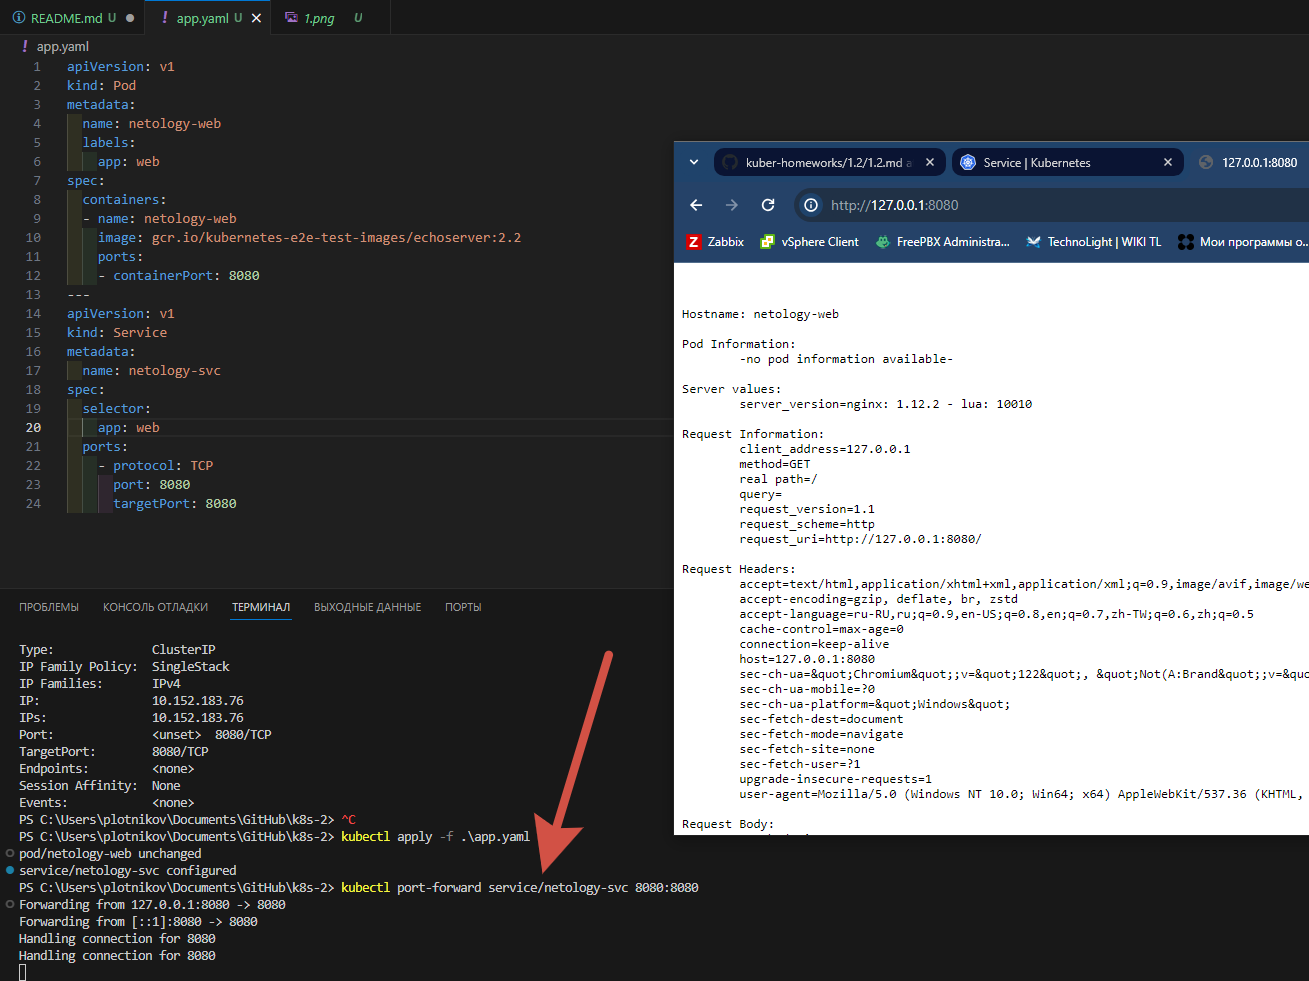 README.md U
app.yaml U
1.png U
app.yaml
1 apiVersion: v1
2 kind: Pod
3 metadata:
4 name: netology-web
5 labels:
6 app: web
7 spec:
8 containers:
9 - name: netology-web
10 image: gcr.io/kubernetes-e2e-test-images/echoserver:2.2
11 ports:
12 - containerPort: 8080
13 ---
14 apiVersion: v1
15 kind: Service
16 metadata:
17 name: netology-svc
18 spec:
19 selector:
20 app: web
21 ports:
22 - protocol: TCP
23 port: 8080
24 targetPort: 8080
kuber-homeworks/1.2/1.2.md a
Service | Kubernetes
127.0.0.1:8080
http://127.0.0.1:8080
Zabbix vSphere Client FreePBX Administra... TechnoLight | WIKI TL Мои программы о...
Hostname: netology-web
Pod Information:
-no pod information available-
Server values:
server_version=nginx: 1.12.2 - lua: 10010
Request Information:
client_address=127.0.0.1
method=GET
real path=/
query=
request_version=1.1
request_scheme=http
request_uri=http://127.0.0.1:8080/
Request Headers:
accept=text/html,application/xhtml+xml,application/xml;q=0.9,image/avif,image/we
accept-encoding=gzip, deflate, br, zstd
accept-language=ru-RU,ru;q=0.9,en-US;q=0.8,en;q=0.7,zh-TW;q=0.6,zh;q=0.5
cache-control=max-age=0
connection=keep-alive
host=127.0.0.1:8080
sec-ch-ua=&quot;Chromium&quot;;v=&quot;122&quot;, &quot;Not(A:Brand&quot;;v=&quo
sec-ch-ua-mobile=?0
sec-ch-ua-platform=&quot;Windows&quot;
sec-fetch-dest=document
sec-fetch-mode=navigate
sec-fetch-site=none
sec-fetch-user=?1
upgrade-insecure-requests=1
user-agent=Mozilla/5.0 (Windows NT 10.0; Win64; x64) AppleWebKit/537.36 (KHTML,
Request Body:
ПРОБЛЕМЫ КОНСОЛЬ ОТЛАДКИ ТЕРМИНАЛ ВЫХОДНЫЕ ДАННЫЕ ПОРТЫ
Type: ClusterIP
IP Family Policy: SingleStack
IP Families: IPv4
IP: 10.152.183.76
IPs: 10.152.183.76
Port: <unset> 8080/TCP
TargetPort: 8080/TCP
Endpoints: <none>
Session Affinity: None
Events: <none>
PS C:\Users\plotnikov\Documents\GitHub\k8s-2> ^C
PS C:\Users\plotnikov\Documents\GitHub\k8s-2> kubectl apply -f .\app.yaml
pod/netology-web unchanged
service/netology-svc configured
PS C:\Users\plotnikov\Documents\GitHub\k8s-2> kubectl port-forward service/netology-svc 8080:8080
Forwarding from 127.0.0.1:8080 -> 8080
Forwarding from [::1]:8080 -> 8080
Handling connection for 8080
Handling connection for 8080